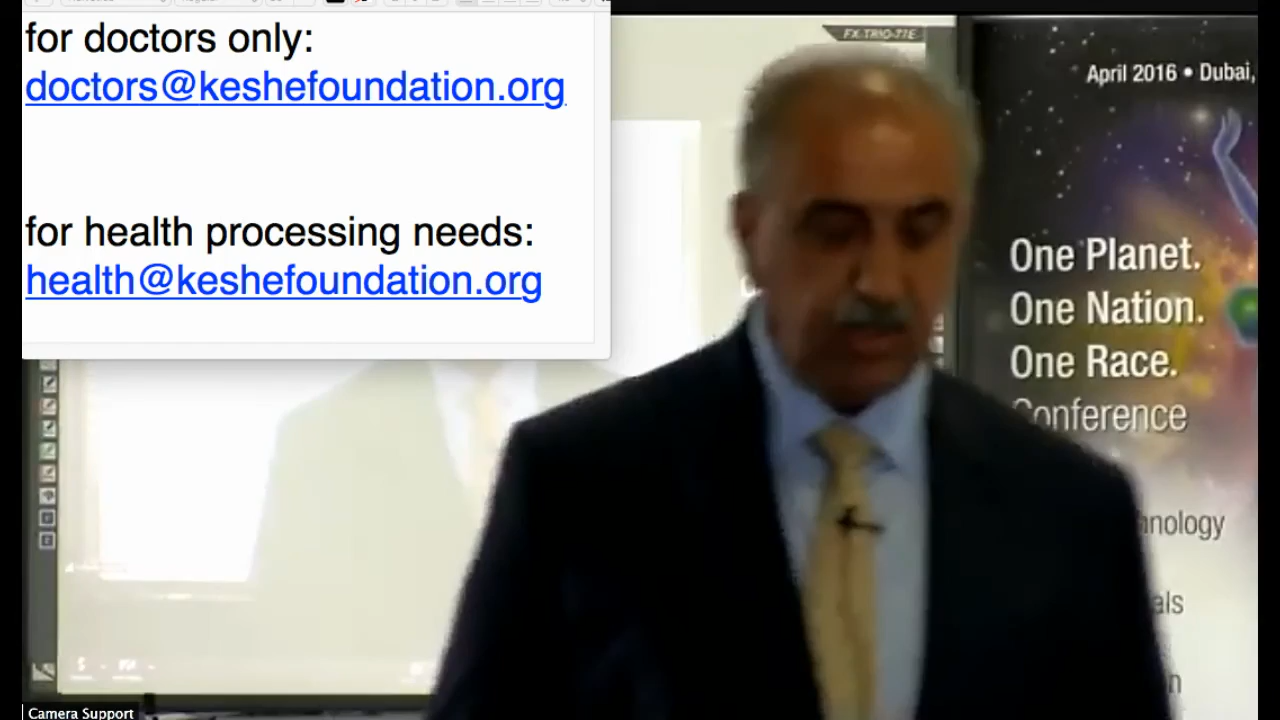 for doctors only:
doctors@keshefoundation.org
for health processing needs:
health@keshefoundation.org
FX-TRIO-77E
April 2016 • Dubai,
One Planet.
One Nation.
One Race.
Conference
Camera Support